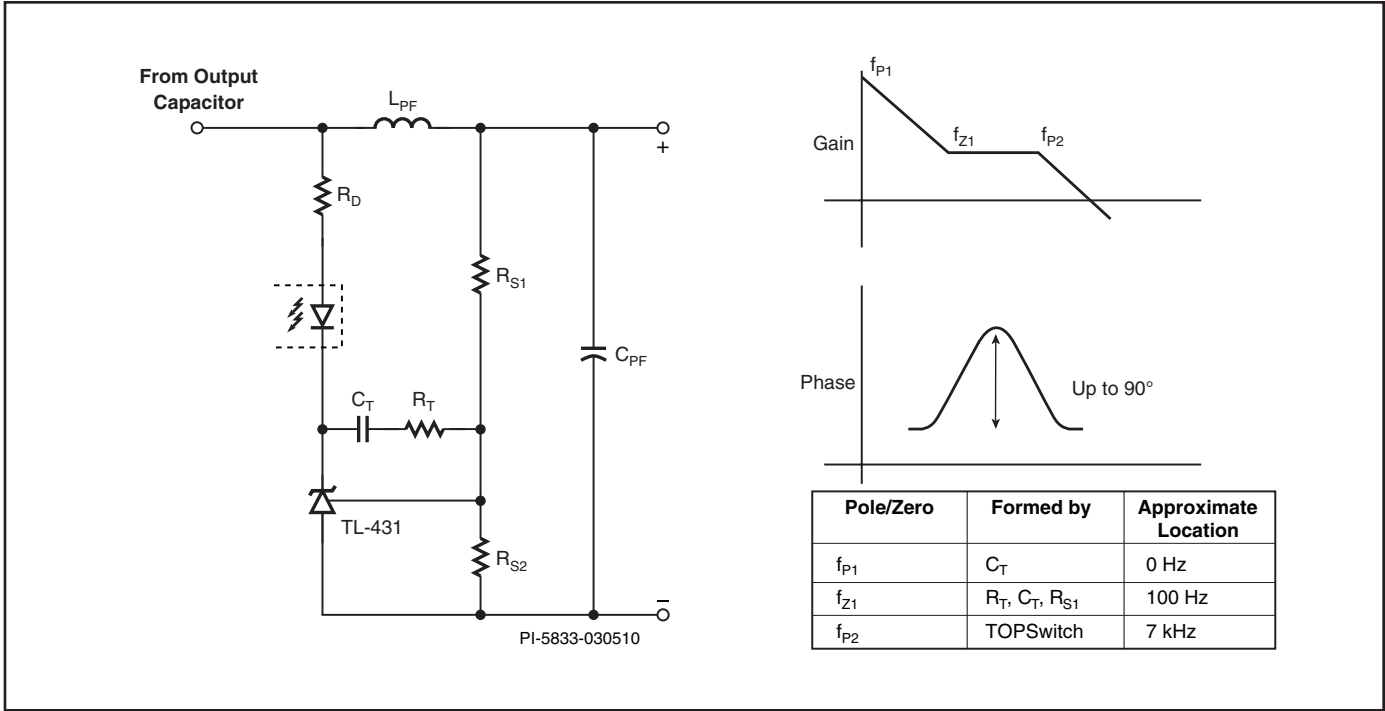 From Output
Capacitor
L_PF
+
R_D
R_S1
C_PF
C_T
R_T
TL-431
R_S2
–
PI-5833-030510
f_P1
Gain
f_Z1
f_P2
Phase
Up to 90°
Pole/Zero Formed by Approximate
Location
f_P1 C_T 0 Hz
f_Z1 R_T, C_T, R_S1 100 Hz
f_P2 TOPSwitch 7 kHz